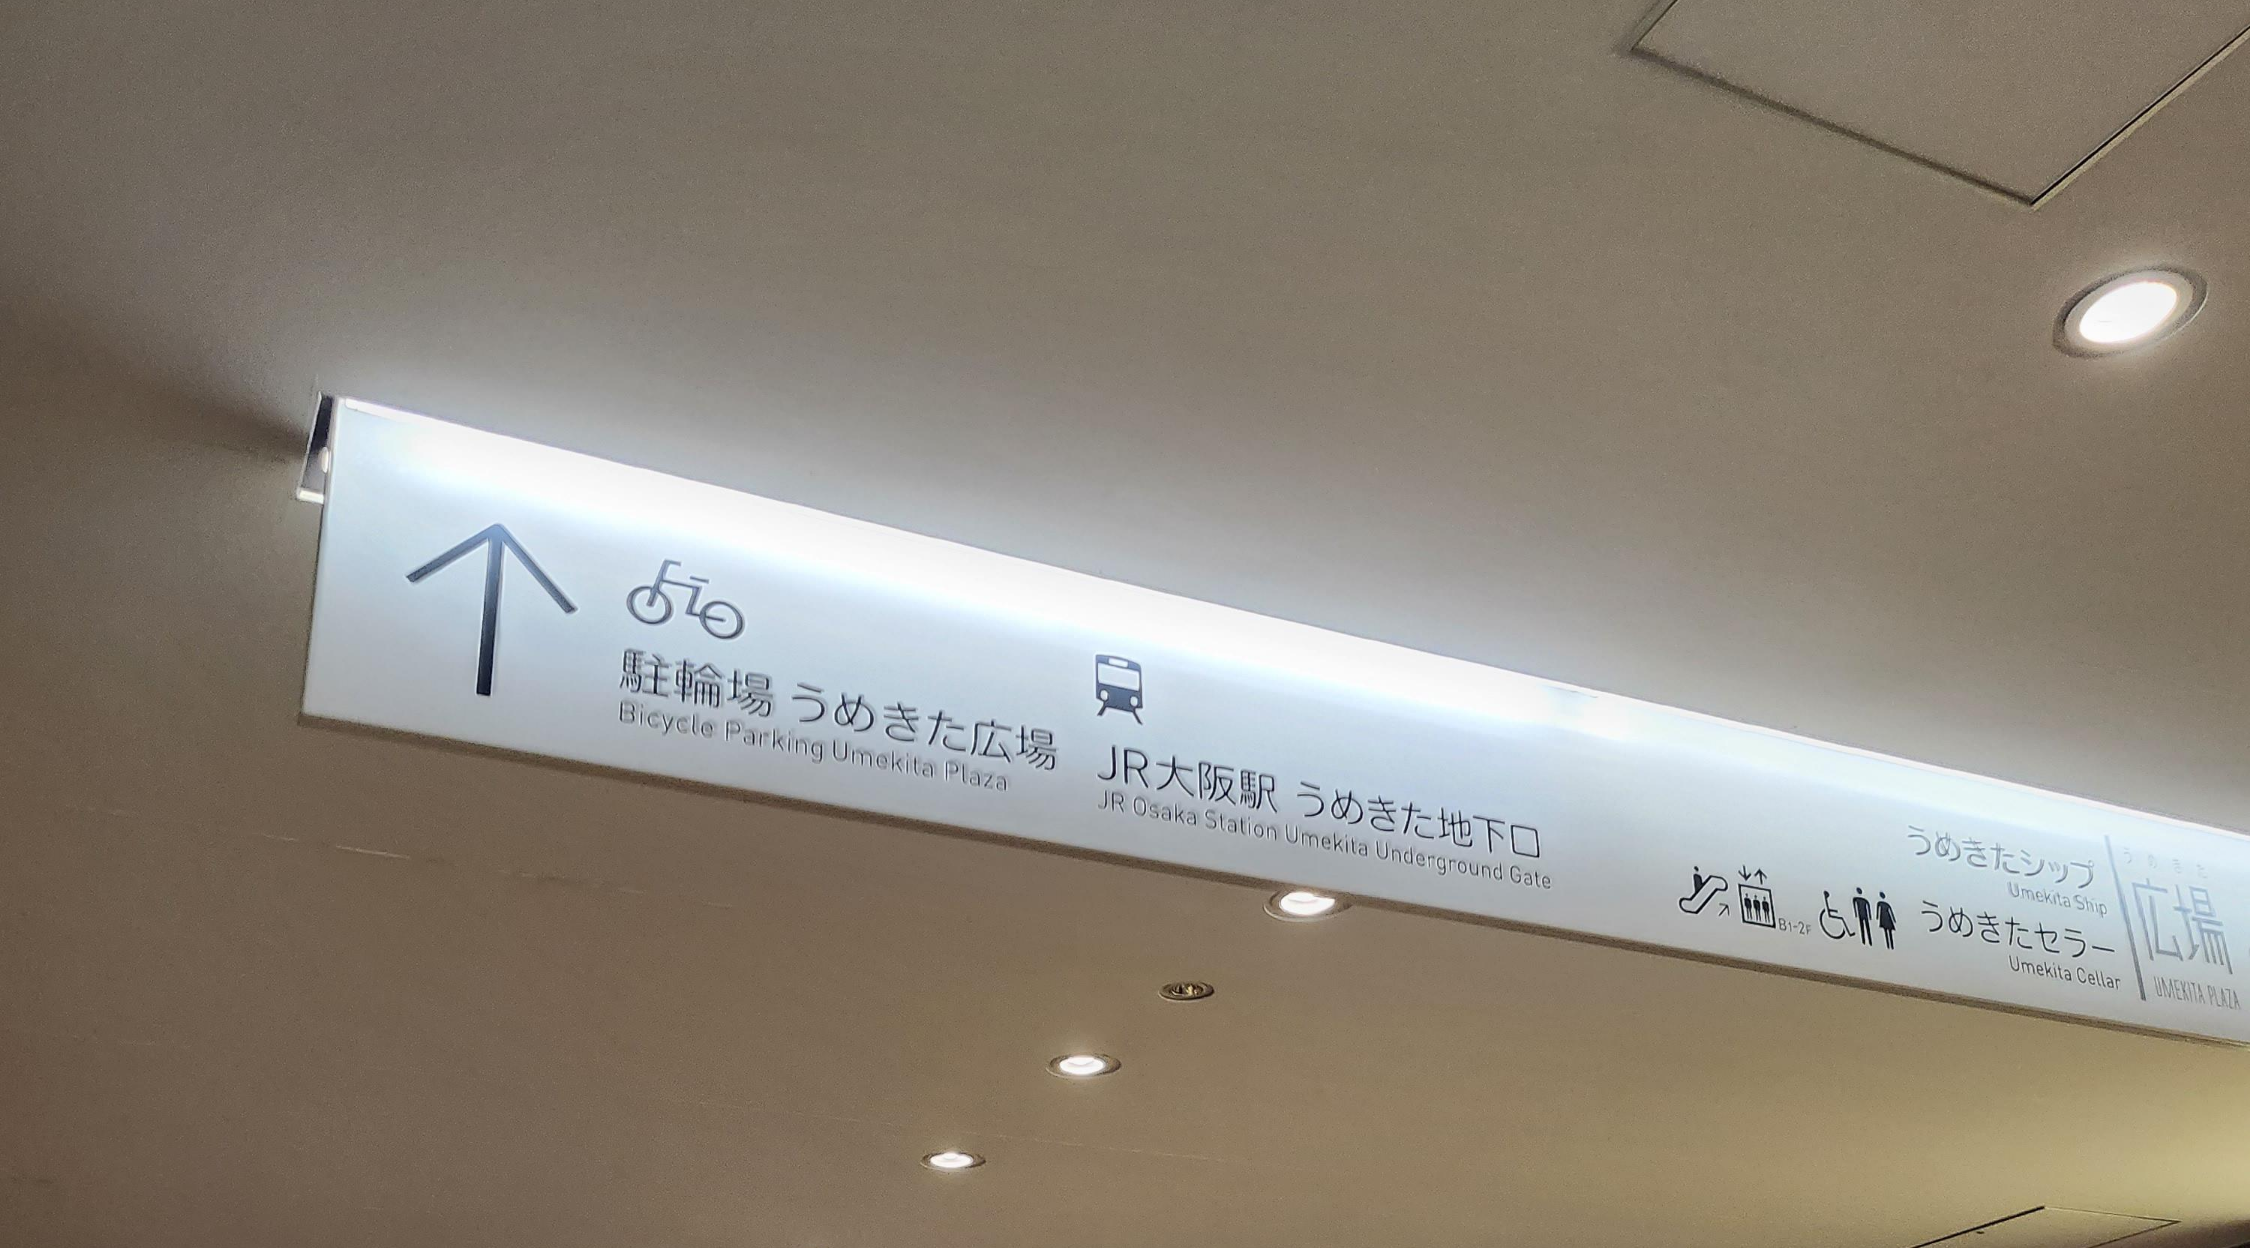 駐輪場 うめきた広場
Bicycle Parking Umekita Plaza
JR大阪駅 うめきた地下口
JR Osaka Station Umekita Underground Gate
B1-2F
うめきたシップ
Umekita Ship
うめきたセラー
Umekita Cellar
うめきた
広場
UMEKITA PLAZA